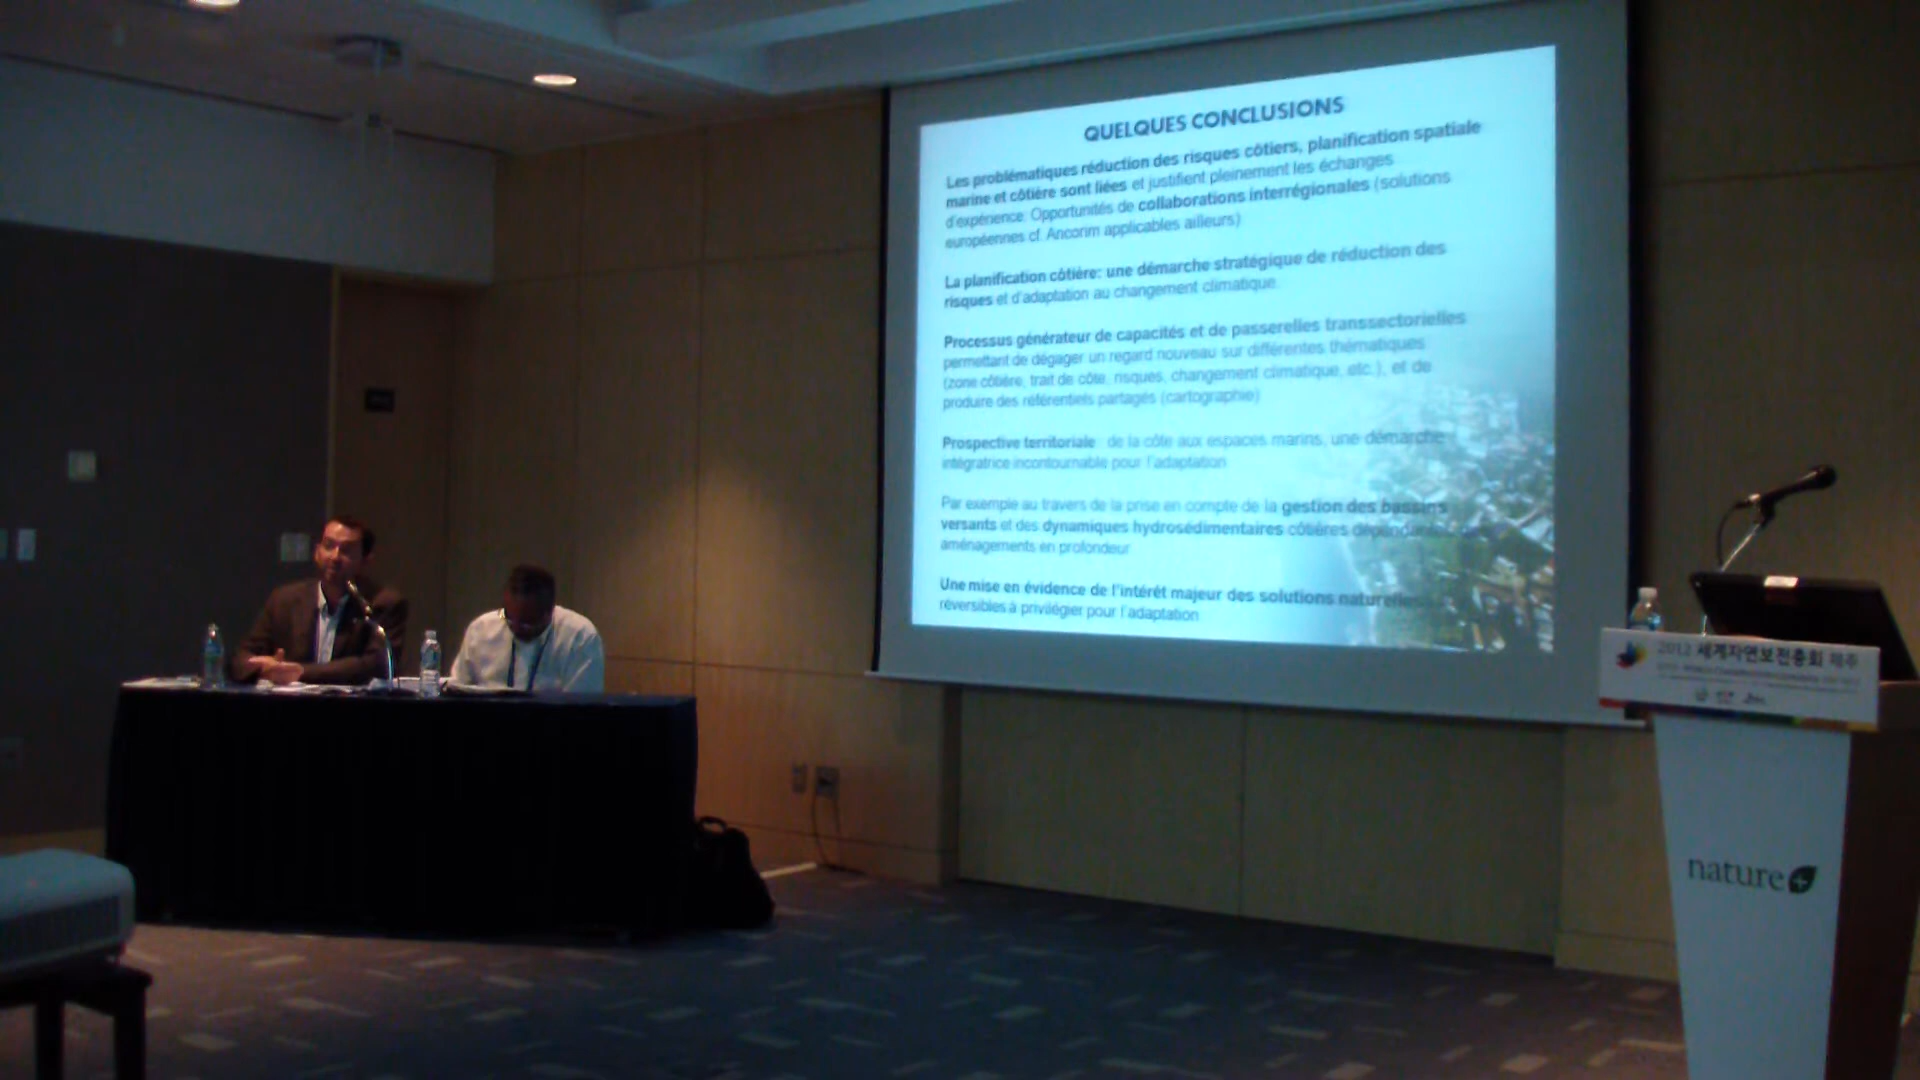 QUELQUES CONCLUSIONS
Les problématiques réduction des risques côtiers, planification spatiale
marine et côtière sont liées et justifient pleinement les échanges
d'expérience. Opportunités de collaborations interrégionales (solutions
européennes cf. Ancorim applicables ailleurs)
La planification côtière: une démarche stratégique de réduction des
risques et d'adaptation au changement climatique.
Processus générateur de capacités et de passerelles transsectorielles
permettant de dégager un regard nouveau sur différentes thématiques
(zone côtière, trait de côte, risques, changement climatique, etc.), et de
produire des référentiels partagés (cartographie)
Prospective territoriale : de la côte aux espaces marins, une démarche
intégratrice incontournable pour l'adaptation
Par exemple au travers de la prise en compte de la gestion des bassins
versants et des dynamiques hydrosédimentaires côtières dépendantes
aménagements en profondeur
Une mise en évidence de l'intérêt majeur des solutions naturelles
réversibles à privilégier pour l'adaptation
2012 세계자연보전총회 제주
nature+